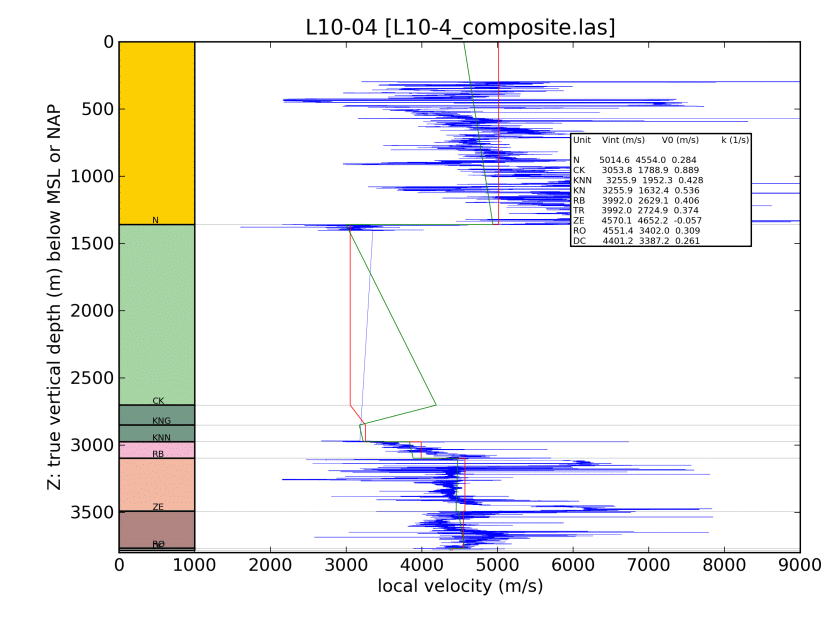 L10-04 [L10-4_composite.las]
Z: true vertical depth (m) below MSL or NAP
0
500
1000
1500
2000
2500
3000
3500
N
CK
KNG
KNN
RB
ZE
RO
Unit Vint (m/s) V0 (m/s) k (1/s)
N 5014.6 4554.0 0.284
CK 3053.8 1788.9 0.889
KNN 3255.9 1952.3 0.428
KN 3255.9 1632.4 0.536
RB 3992.0 2629.1 0.406
TR 3992.0 2724.9 0.374
ZE 4570.1 4652.2 -0.057
RO 4551.4 3402.0 0.309
DC 4401.2 3387.2 0.261
0 1000 2000 3000 4000 5000 6000 7000 8000 9000
local velocity (m/s)